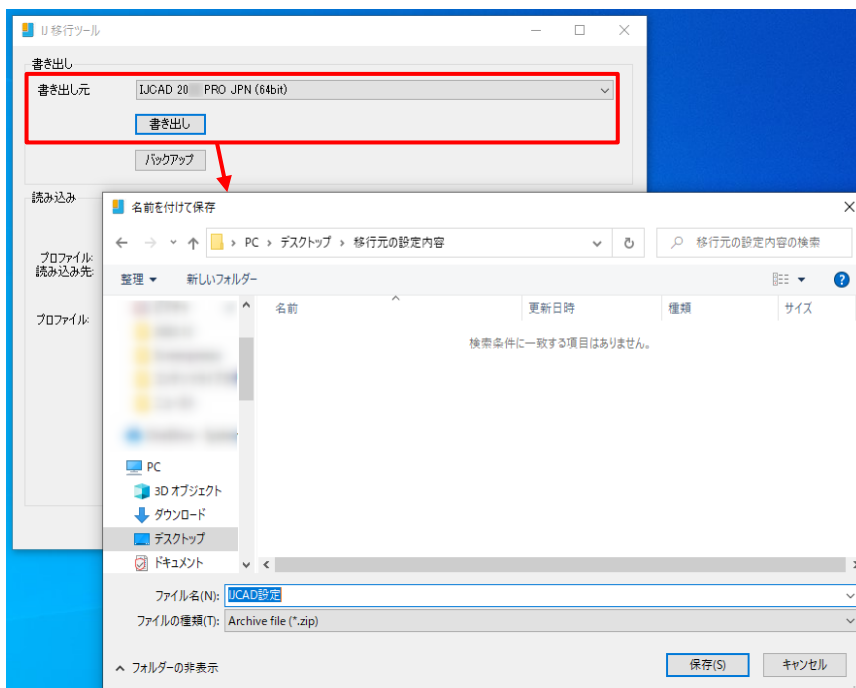 IJ 移行ツール
書き出し
書き出し元
IJCAD 20 PRO JPN (64bit)
書き出し
バックアップ
読み込み
プロファイル:
読み込み先:
プロファイル:
名前を付けて保存
PC › デスクトップ › 移行元の設定内容
移行元の設定内容の検索
整理
新しいフォルダー
名前
更新日時
種類
サイズ
検索条件に一致する項目はありません。
PC
3D オブジェクト
ダウンロード
デスクトップ
ドキュメント
ファイル名(N): IJCAD設定
ファイルの種類(T): Archive file (*.zip)
フォルダーの非表示
保存(S)
キャンセル